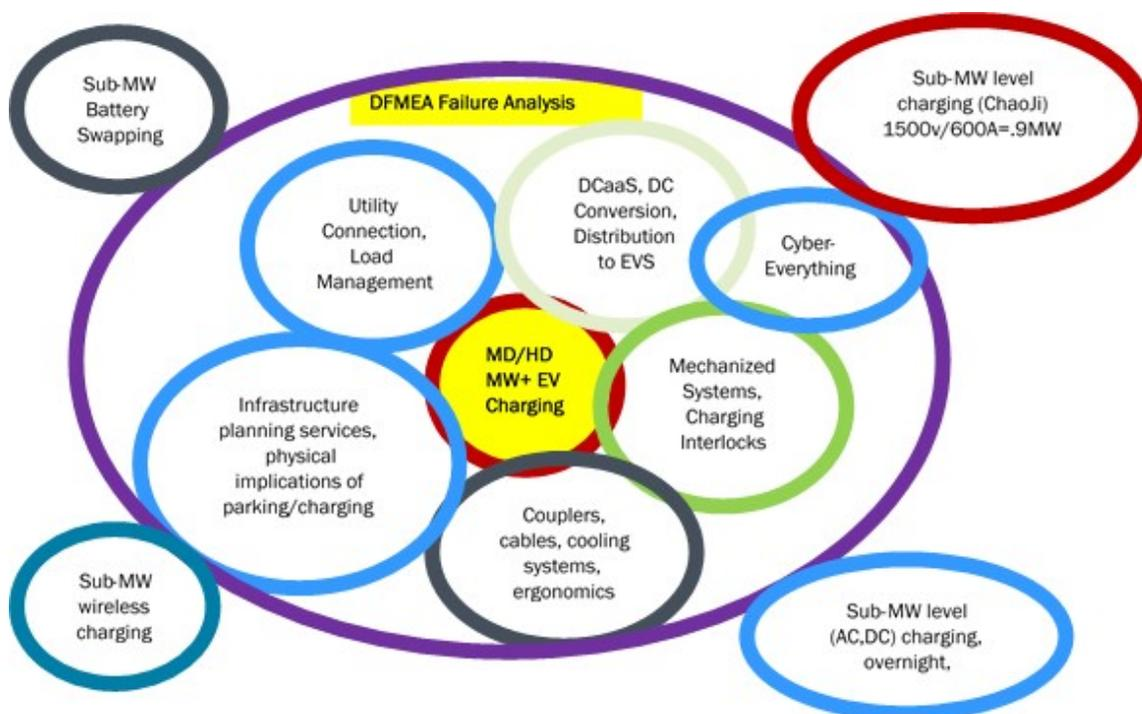 Sub-MW
Battery
Swapping
DFMEA Failure Analysis
Sub-MW level
charging (ChaoJi)
1500v/600A=.9MW
Utility
Connection,
Load
Management
DCaaS, DC
Conversion,
Distribution
to EVS
Cyber-
Everything
MD/HD
MW+ EV
Charging
Mechanized
Systems,
Charging
Interlocks
Infrastructure
planning services,
physical
implications of
parking/charging
Couplers,
cables, cooling
systems,
ergonomics
Sub-MW
wireless
charging
Sub-MW level
(AC,DC) charging,
overnight,